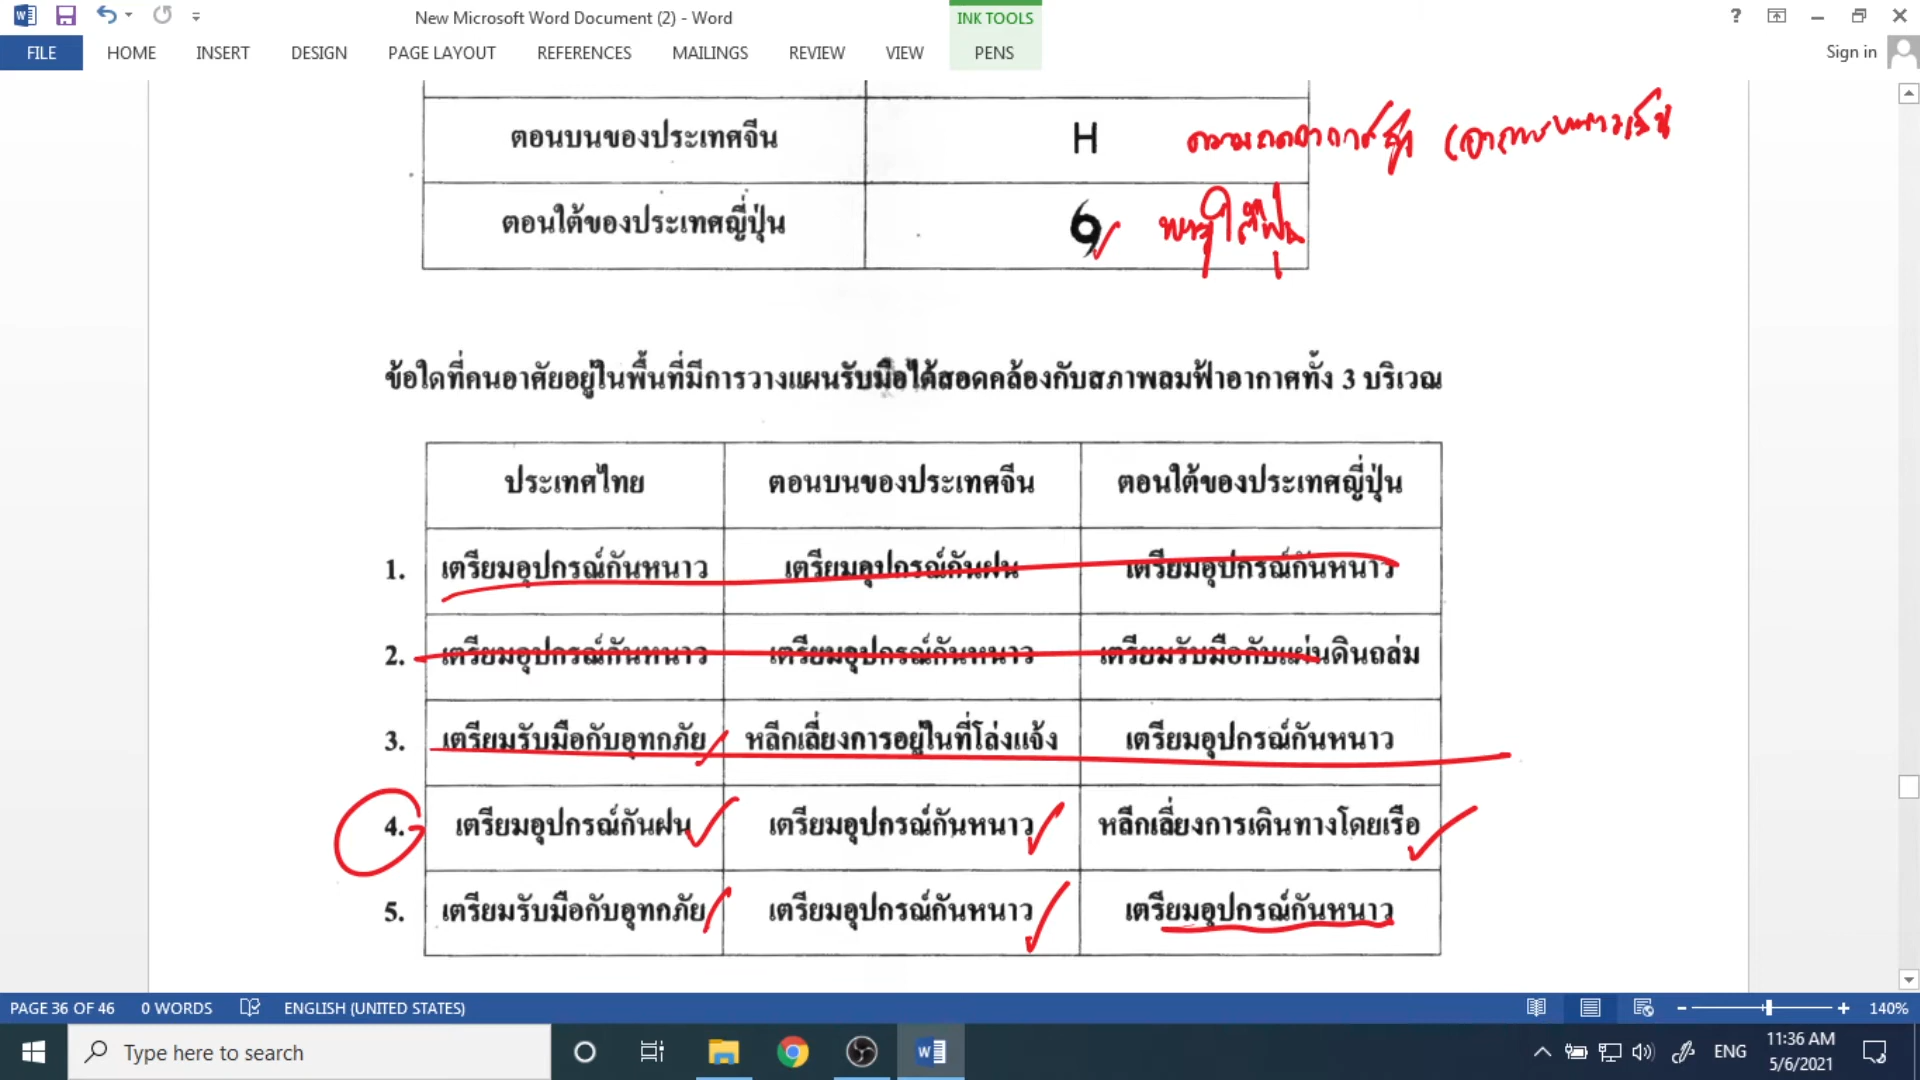 New Microsoft Word Document (2) - Word
INK TOOLS
?
FILE
HOME
INSERT
DESIGN
PAGE LAYOUT
REFERENCES
MAILINGS
REVIEW
VIEW
PENS
Sign in
ตอนบนของประเทศจีน H ความกดอากาศสูง
ตอนใต้ของประเทศญี่ปุ่น พายุไต้ฝุ่น
ข้อใดที่คนอาศัยอยู่ในพื้นที่มีการวางแผนรับมือได้สอดคล้องกับสภาพลมฟ้าอากาศทั้ง 3 บริเวณ
ประเทศไทย ตอนบนของประเทศจีน ตอนใต้ของประเทศญี่ปุ่น
1. เตรียมอุปกรณ์กันหนาว เตรียมอุปกรณ์กันฝน เตรียมอุปกรณ์กันหนาว
2. เตรียมอุปกรณ์กันหนาว เตรียมอุปกรณ์กันหนาว เตรียมรับมือกับแผ่นดินถล่ม
3. เตรียมรับมือกับอุทกภัย หลีกเลี่ยงการอยู่ในที่โล่งแจ้ง เตรียมอุปกรณ์กันหนาว
4. เตรียมอุปกรณ์กันฝน เตรียมอุปกรณ์กันหนาว หลีกเลี่ยงการเดินทางโดยเรือ
5. เตรียมรับมือกับอุทกภัย เตรียมอุปกรณ์กันหนาว เตรียมอุปกรณ์กันหนาว
PAGE 36 OF 46
0 WORDS
ENGLISH (UNITED STATES)
140%
Type here to search
ENG
11:36 AM
5/6/2021